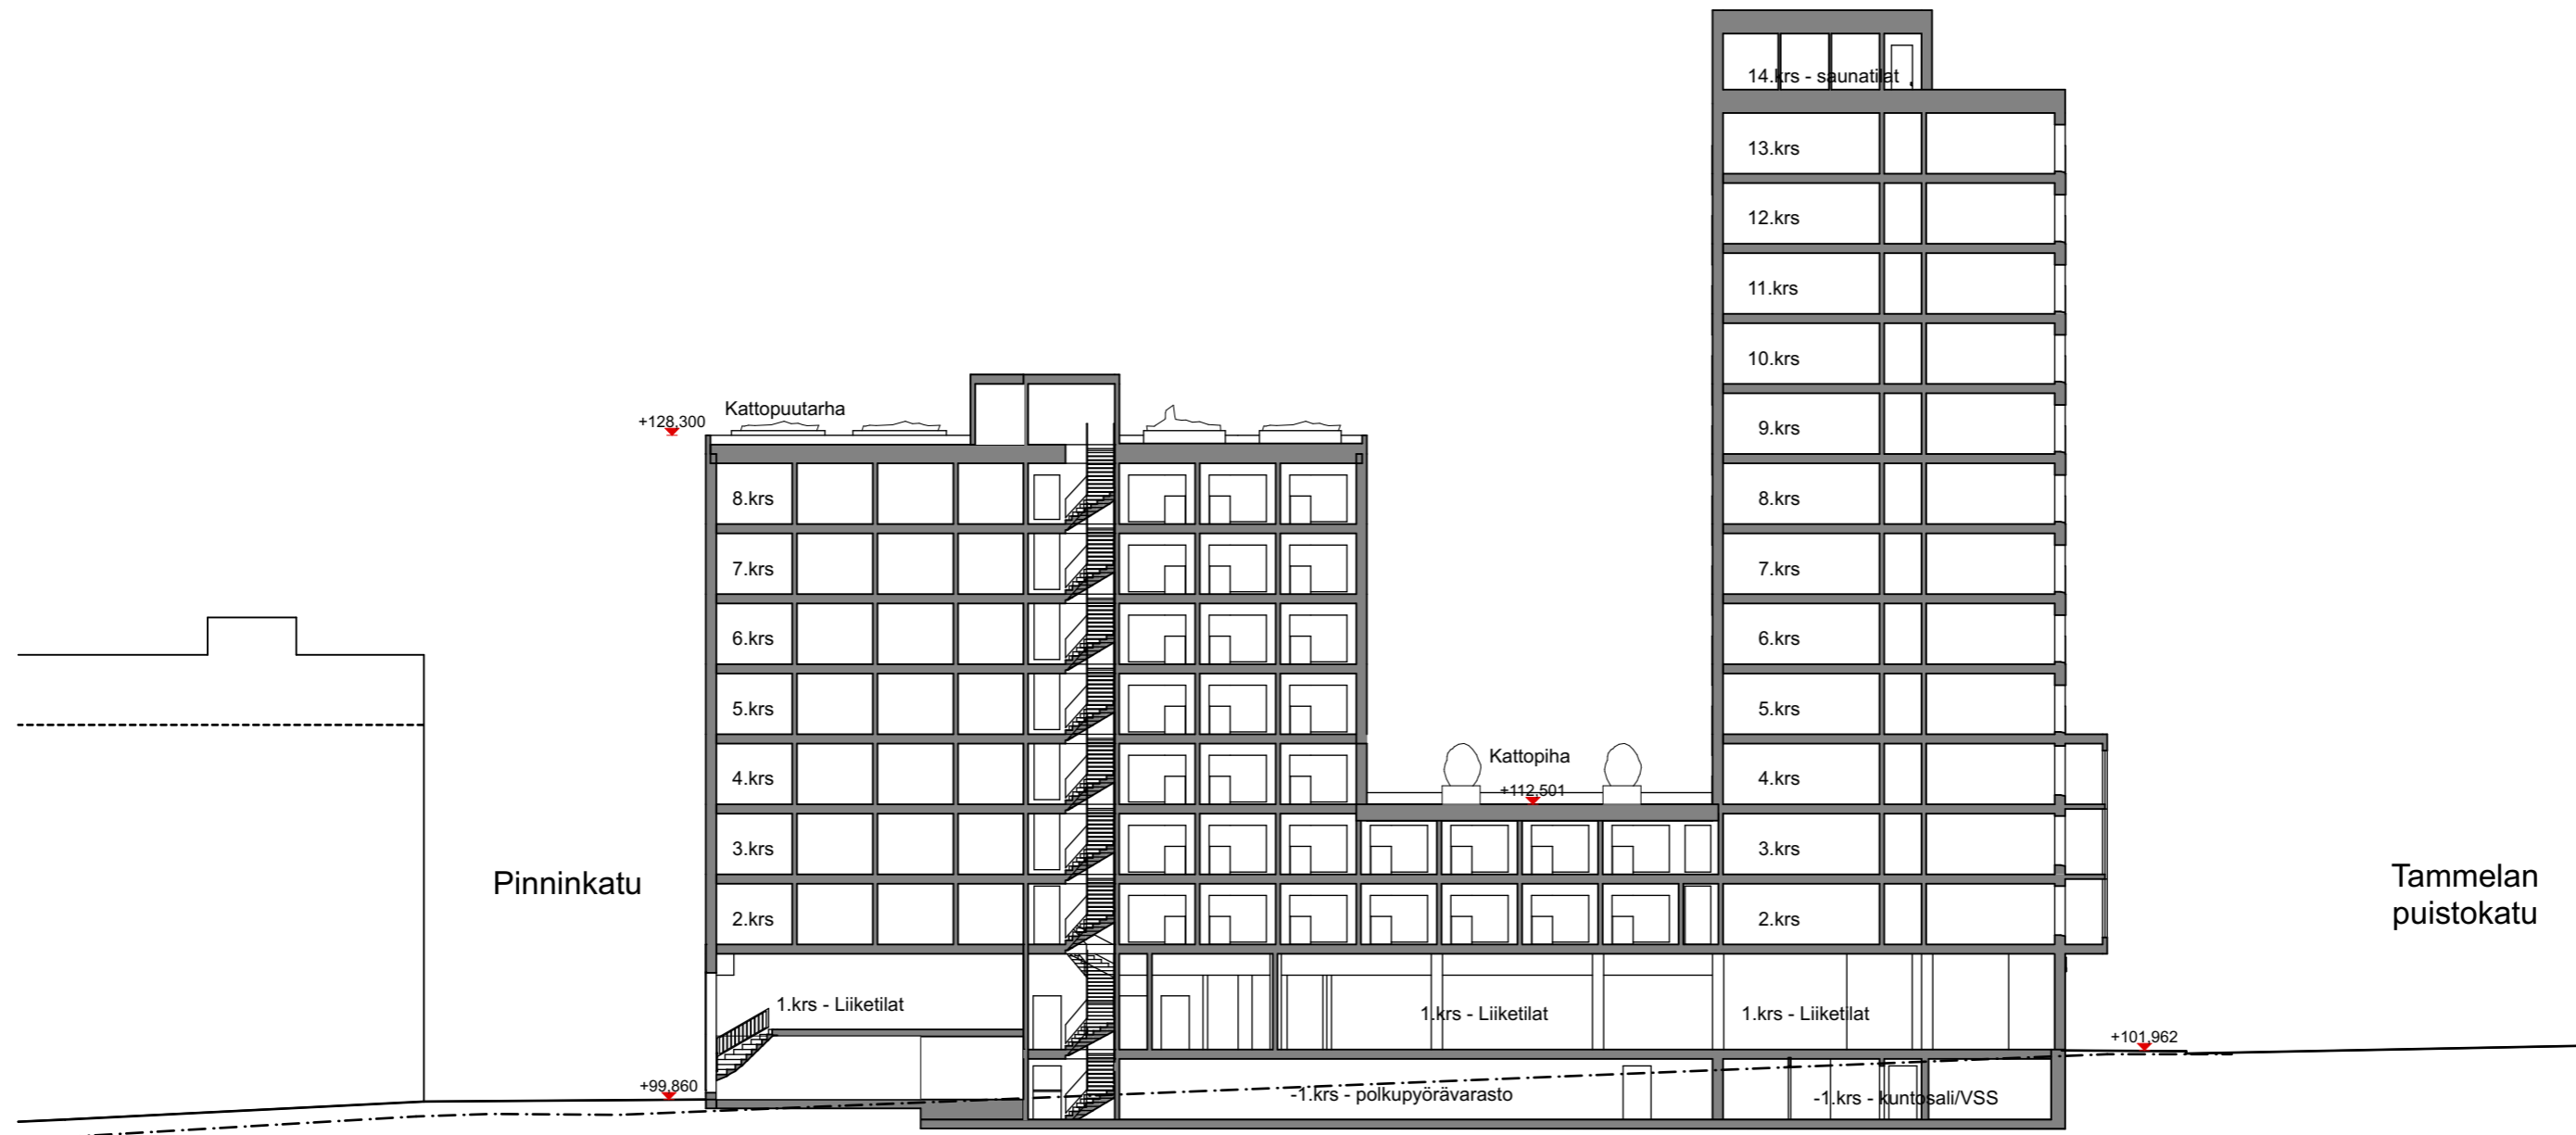 14.krs - saunatilat
13.krs
12.krs
11.krs
10.krs
9.krs
8.krs
7.krs
6.krs
5.krs
4.krs
3.krs
2.krs
+128,300
Kattopuutarha
8.krs
7.krs
6.krs
5.krs
4.krs
3.krs
2.krs
Kattopiha
+112,501
Pinninkatu
Tammelan
puistokatu
1.krs - Liiketilat
1.krs - Liiketilat
1.krs - Liiketilat
+101,962
+99,860
-1.krs - polkupyörävarasto
-1.krs - kuntosali/VSS